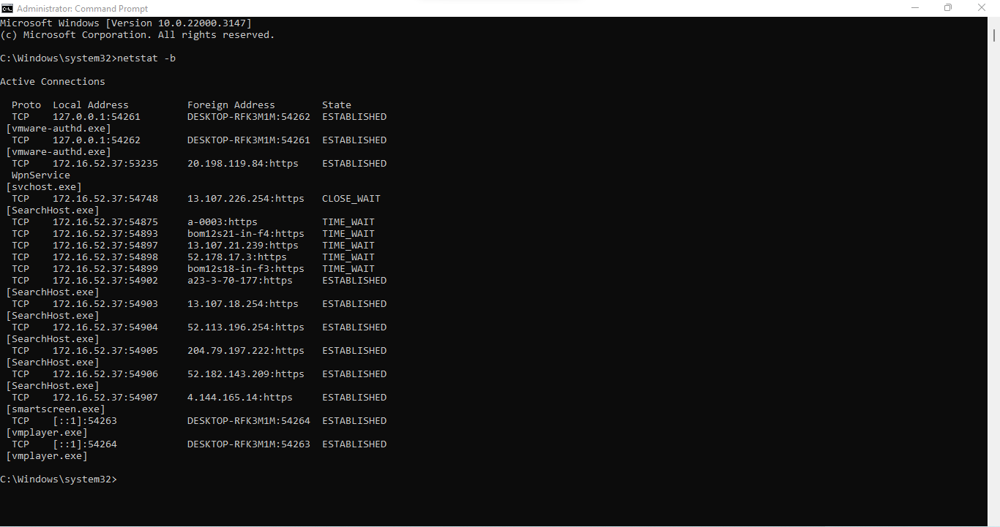 Administrator: Command Prompt
Microsoft Windows [Version 10.0.22000.3147]
(c) Microsoft Corporation. All rights reserved.
C:\Windows\system32>netstat -b
Active Connections
Proto  Local Address          Foreign Address        State
TCP    127.0.0.1:54261        DESKTOP-RFK3M1M:54262  ESTABLISHED
[vmware-authd.exe]
TCP    127.0.0.1:54262        DESKTOP-RFK3M1M:54261  ESTABLISHED
[vmware-authd.exe]
TCP    172.16.52.37:53235     20.198.119.84:https    ESTABLISHED
WpnService
[svchost.exe]
TCP    172.16.52.37:54748     13.107.226.254:https   CLOSE_WAIT
[SearchHost.exe]
TCP    172.16.52.37:54875     a-0003:https           TIME_WAIT
TCP    172.16.52.37:54893     bom12s21-in-f4:https   TIME_WAIT
TCP    172.16.52.37:54897     13.107.21.239:https    TIME_WAIT
TCP    172.16.52.37:54898     52.178.17.3:https      TIME_WAIT
TCP    172.16.52.37:54899     bom12s18-in-f3:https   TIME_WAIT
TCP    172.16.52.37:54902     a23-3-70-177:https     ESTABLISHED
[SearchHost.exe]
TCP    172.16.52.37:54903     13.107.18.254:https    ESTABLISHED
[SearchHost.exe]
TCP    172.16.52.37:54904     52.113.196.254:https   ESTABLISHED
[SearchHost.exe]
TCP    172.16.52.37:54905     204.79.197.222:https   ESTABLISHED
[SearchHost.exe]
TCP    172.16.52.37:54906     52.182.143.209:https   ESTABLISHED
[SearchHost.exe]
TCP    172.16.52.37:54907     4.144.165.14:https     ESTABLISHED
[smartscreen.exe]
TCP    [::1]:54263            DESKTOP-RFK3M1M:54264  ESTABLISHED
[vmplayer.exe]
TCP    [::1]:54264            DESKTOP-RFK3M1M:54263  ESTABLISHED
[vmplayer.exe]
C:\Windows\system32>